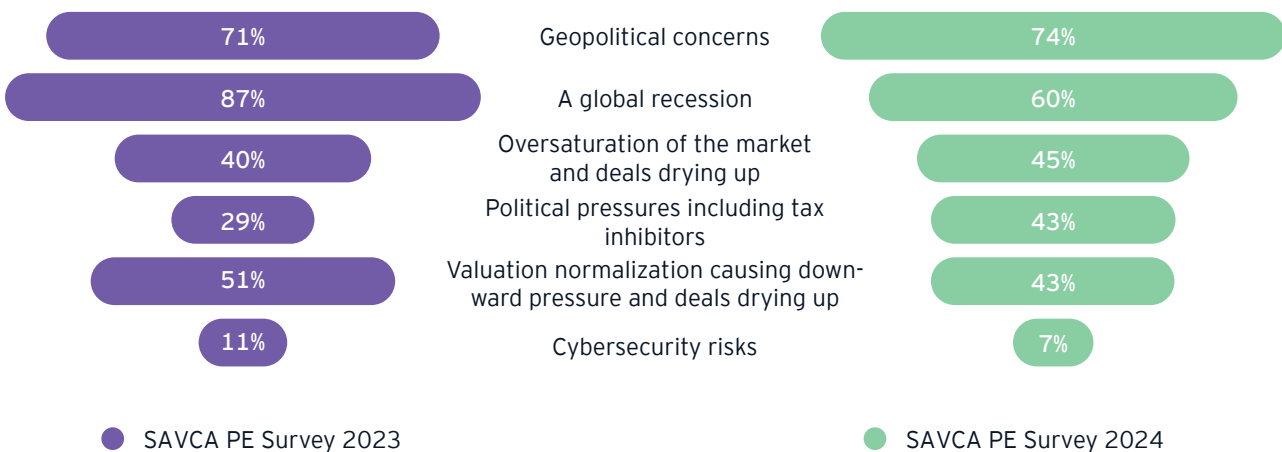 71% Geopolitical concerns 74%
87% A global recession 60%
Oversaturation of the market
40% and deals drying up 45%
Political pressures including tax
29% inhibitors 43%
Valuation normalization causing down-
51% ward pressure and deals drying up 43%
11% Cybersecurity risks 7%
SAVCA PE Survey 2023 SAVCA PE Survey 2024